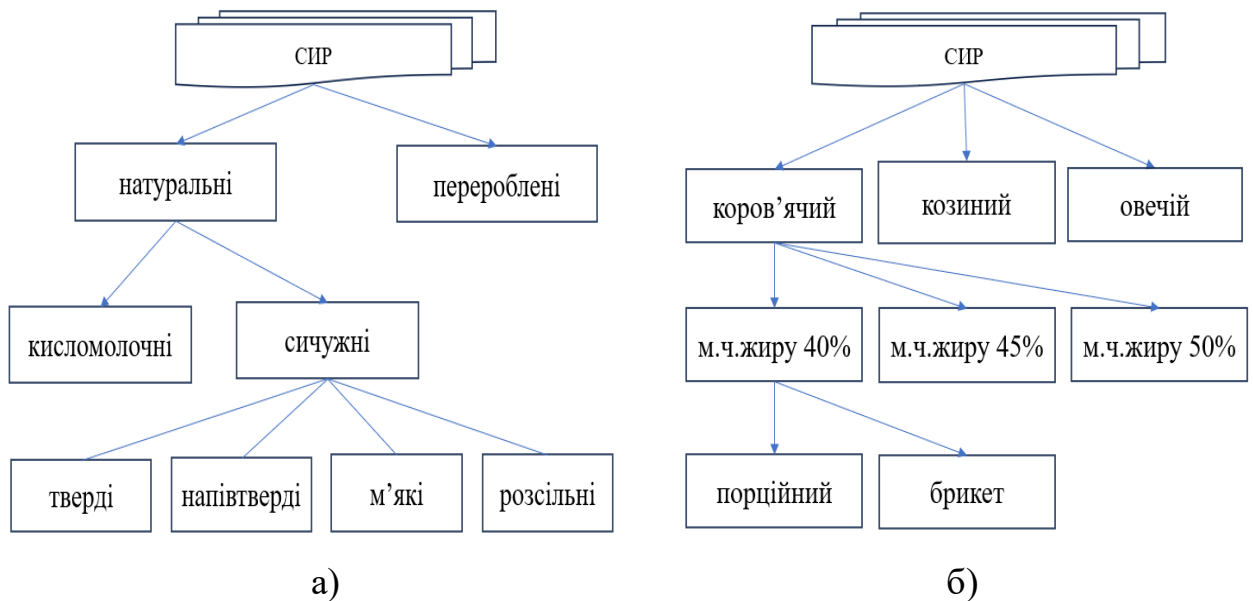 СИР
натуральні
перероблені
кисломолочні
сичужні
тверді
напівтверді
м’які
розсільні
а)
СИР
коров’ячий
козиний
овечій
м.ч.жиру 40%
м.ч.жиру 45%
м.ч.жиру 50%
порційний
брикет
б)